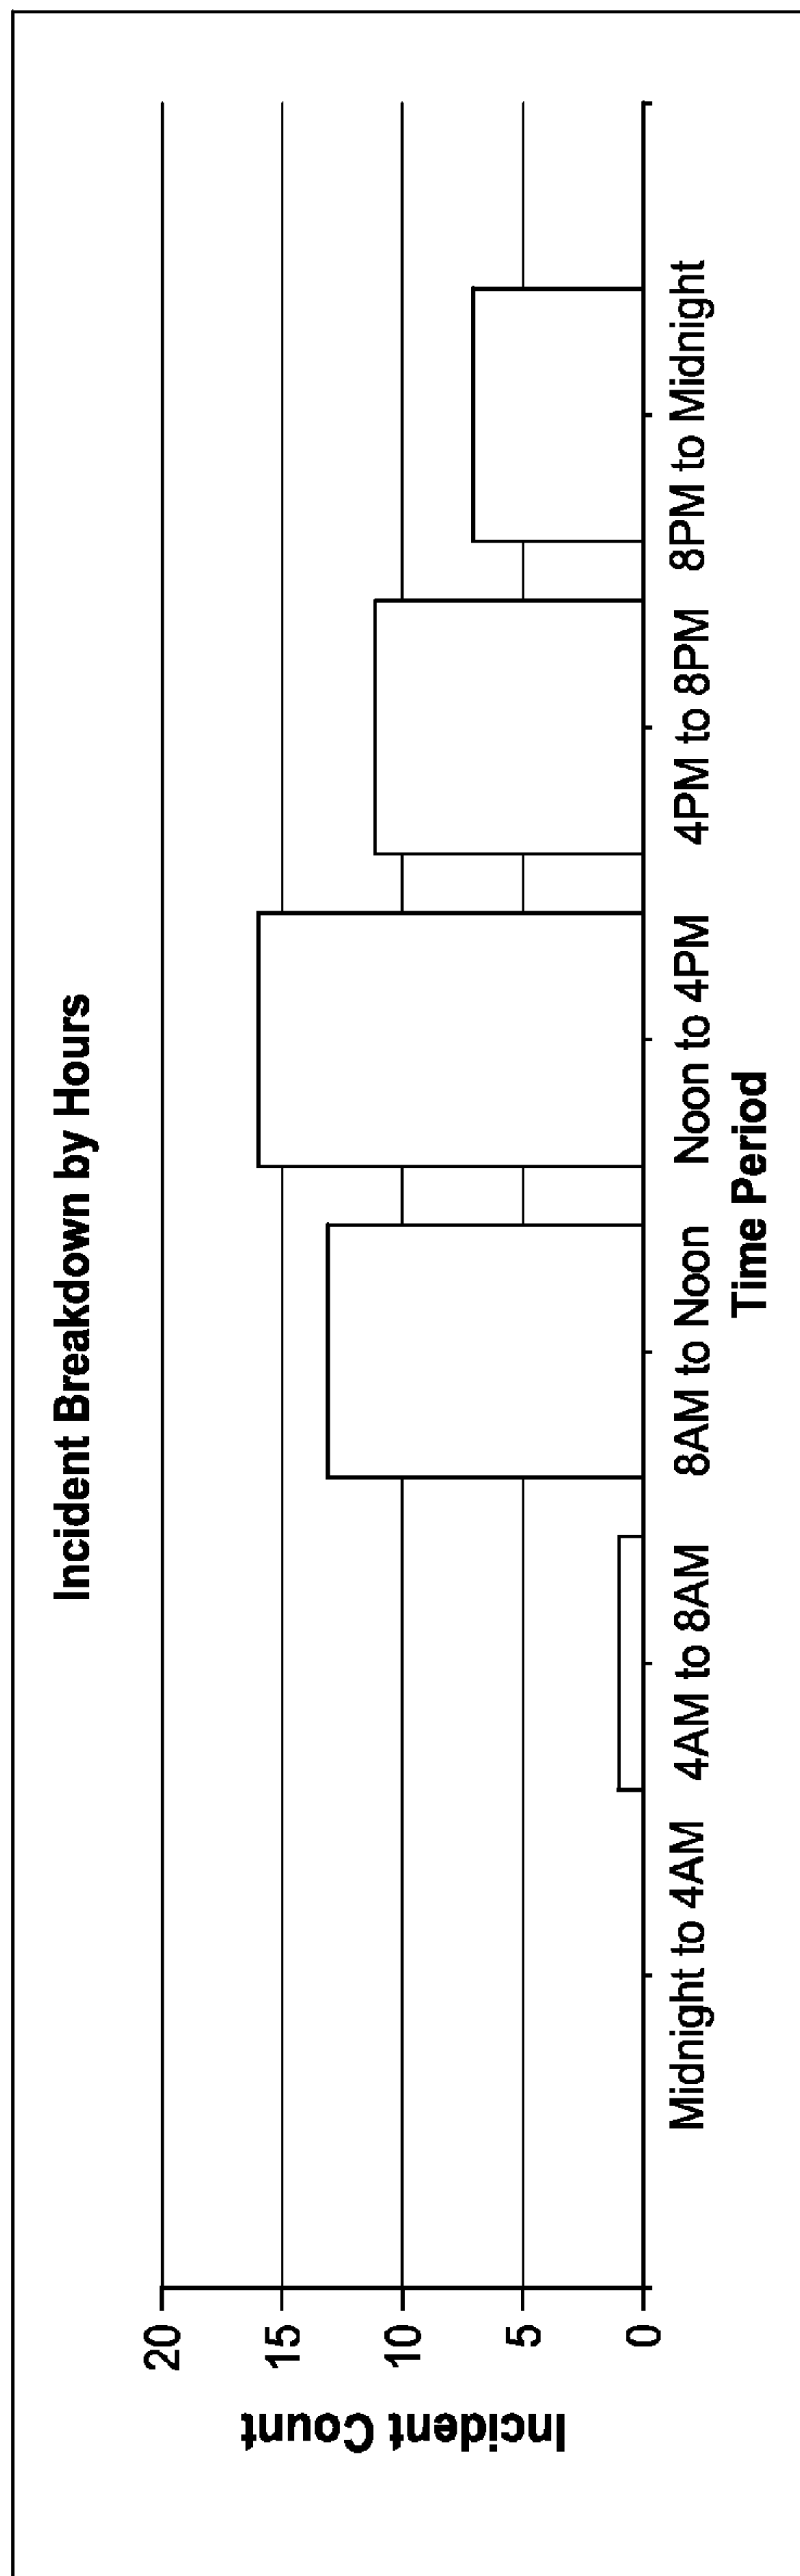 Incident Breakdown by Hours
Incident Count
20
15
10
5
0
Midnight to 4AM
4AM to 8AM
8AM to Noon
Noon to 4PM
4PM to 8PM
8PM to Midnight
Time Period